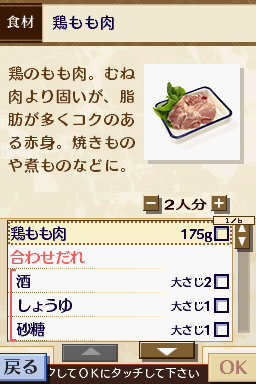 食材 鶏もも肉
鶏のもも肉。むね
肉より固いが、脂
肪が多くコクのあ
る赤身。焼きもの
や煮ものなどに。
2人分
1/6
鶏もも肉 175g
合わせだれ
酒 大さじ2
しょうゆ 大さじ1
砂糖 大さじ1
戻る クしてOKにタッチして下さい OK